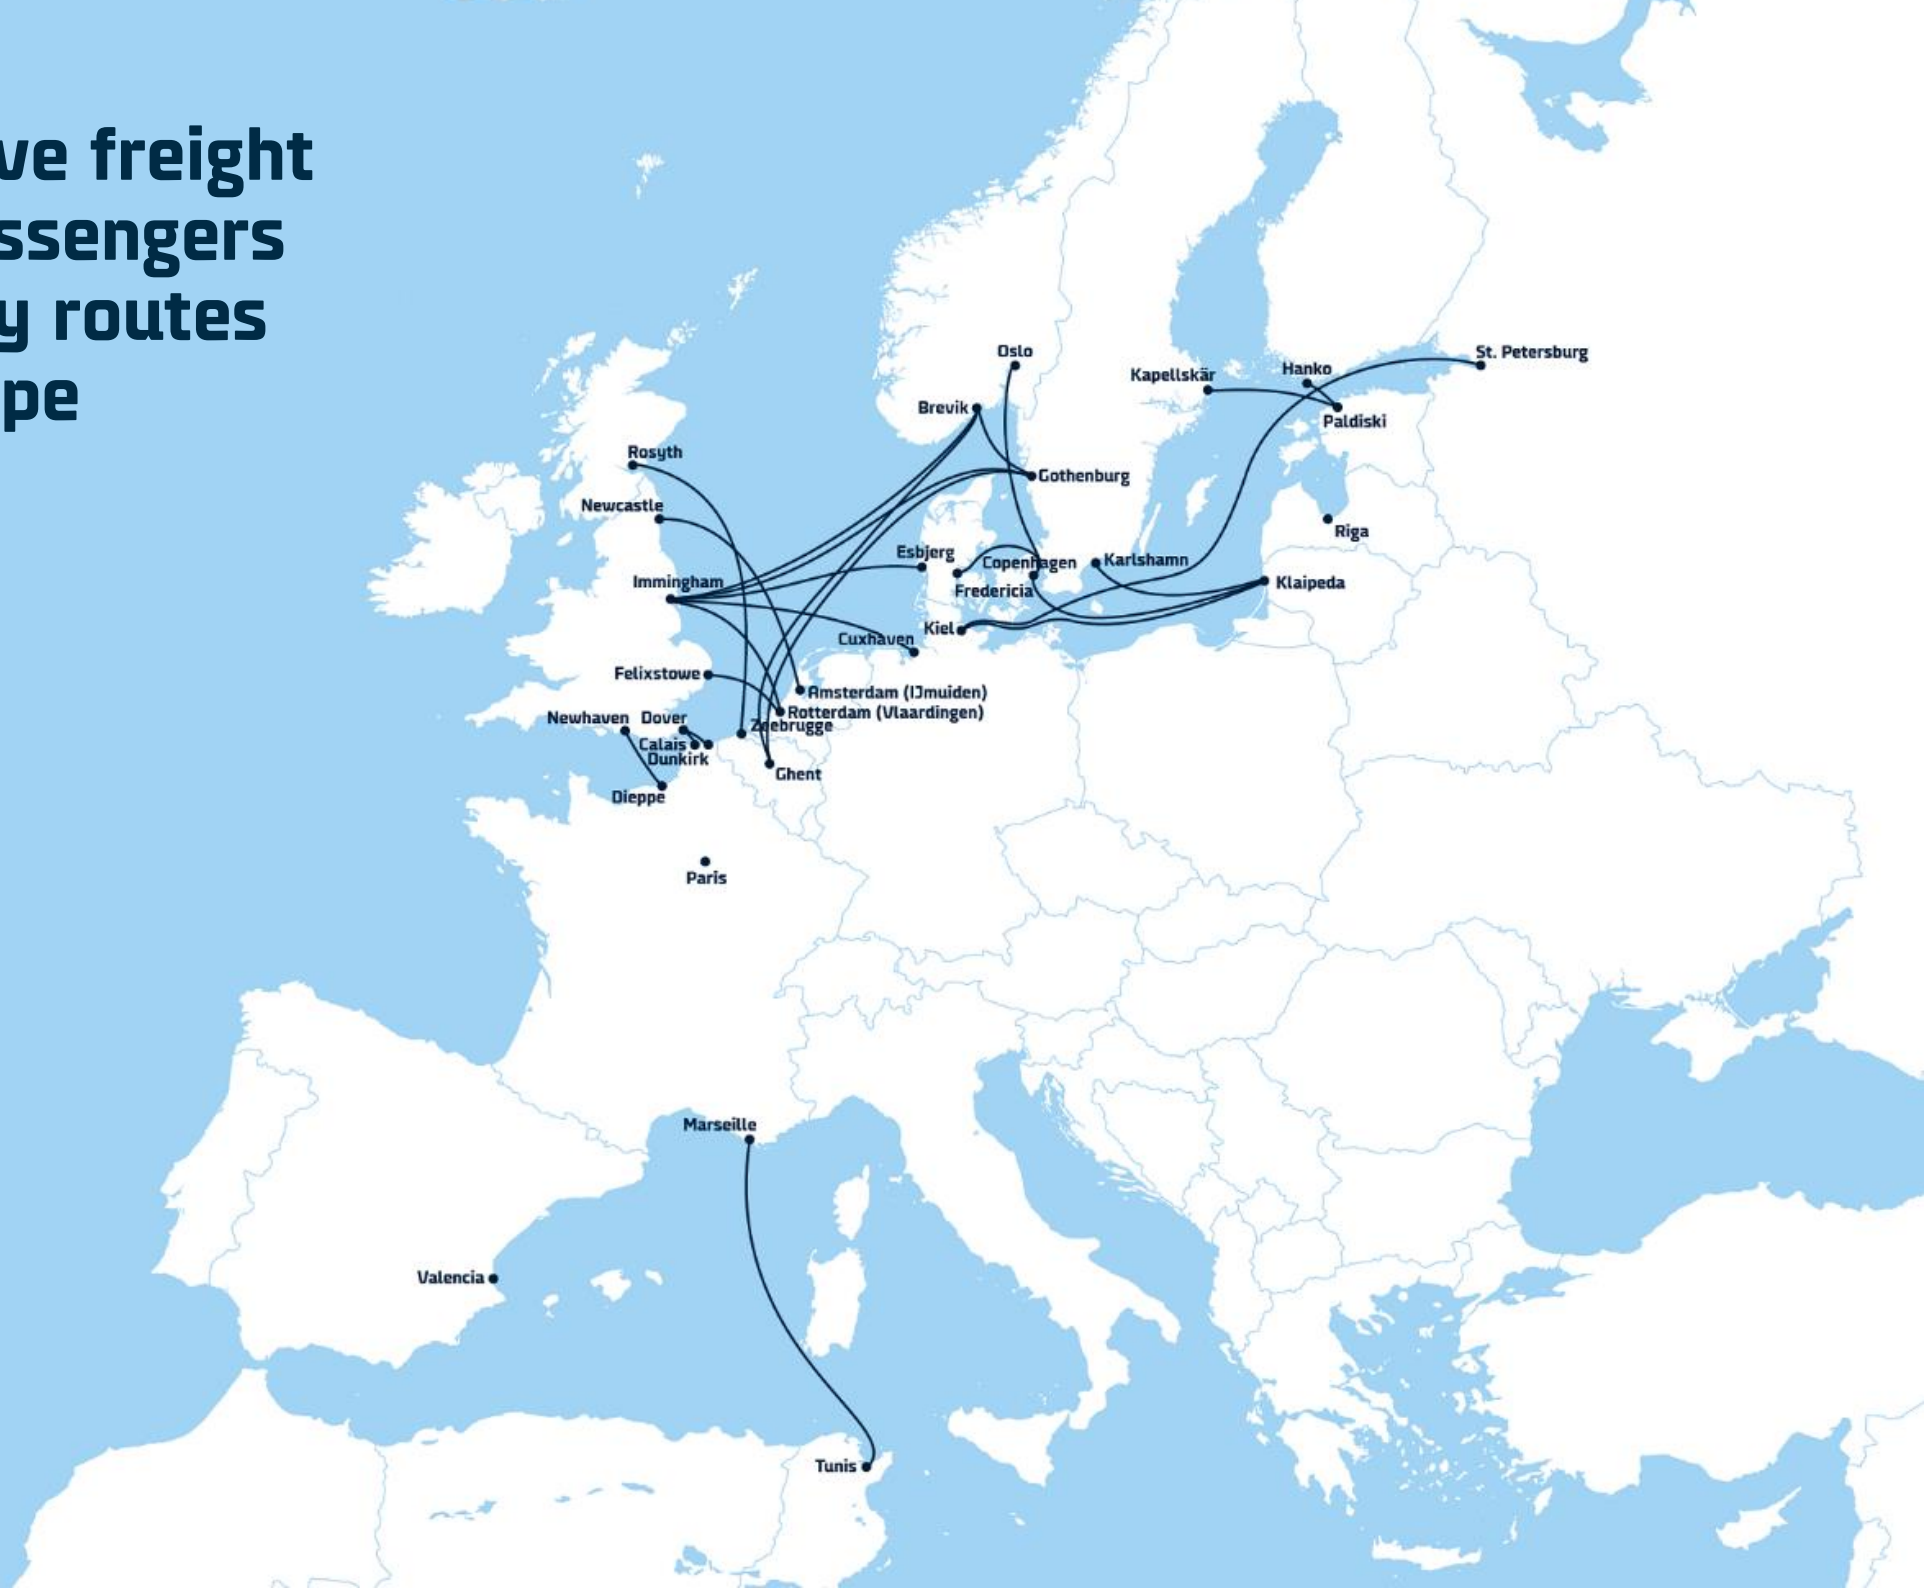 ve freight
ssengers
y routes
pe
Oslo
St. Petersburg
Kapellskär
Hanko
Brevik
Paldiski
Rosyth
Gothenburg
Newcastle
Riga
Esbjerg
Copenhagen
Karlshamn
Immingham
Fredericia
Klaipeda
Kiel
Cuxhaven
Felixstowe
Amsterdam (IJmuiden)
Rotterdam (Vlaardingen)
Newhaven
Dover
Zeebrugge
Calais
Dunkirk
Ghent
Dieppe
Paris
Marseille
Valencia
Tunis